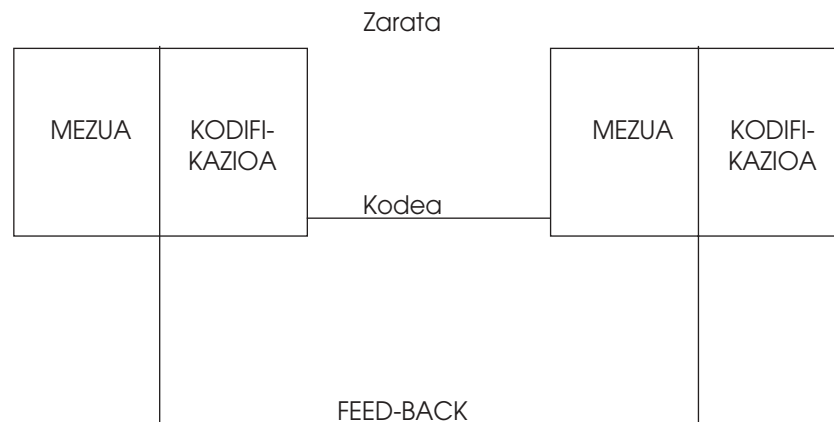 Zarata
MEZUA
KODIFI-
KAZIOA
MEZUA
KODIFI-
KAZIOA
Kodea
FEED-BACK